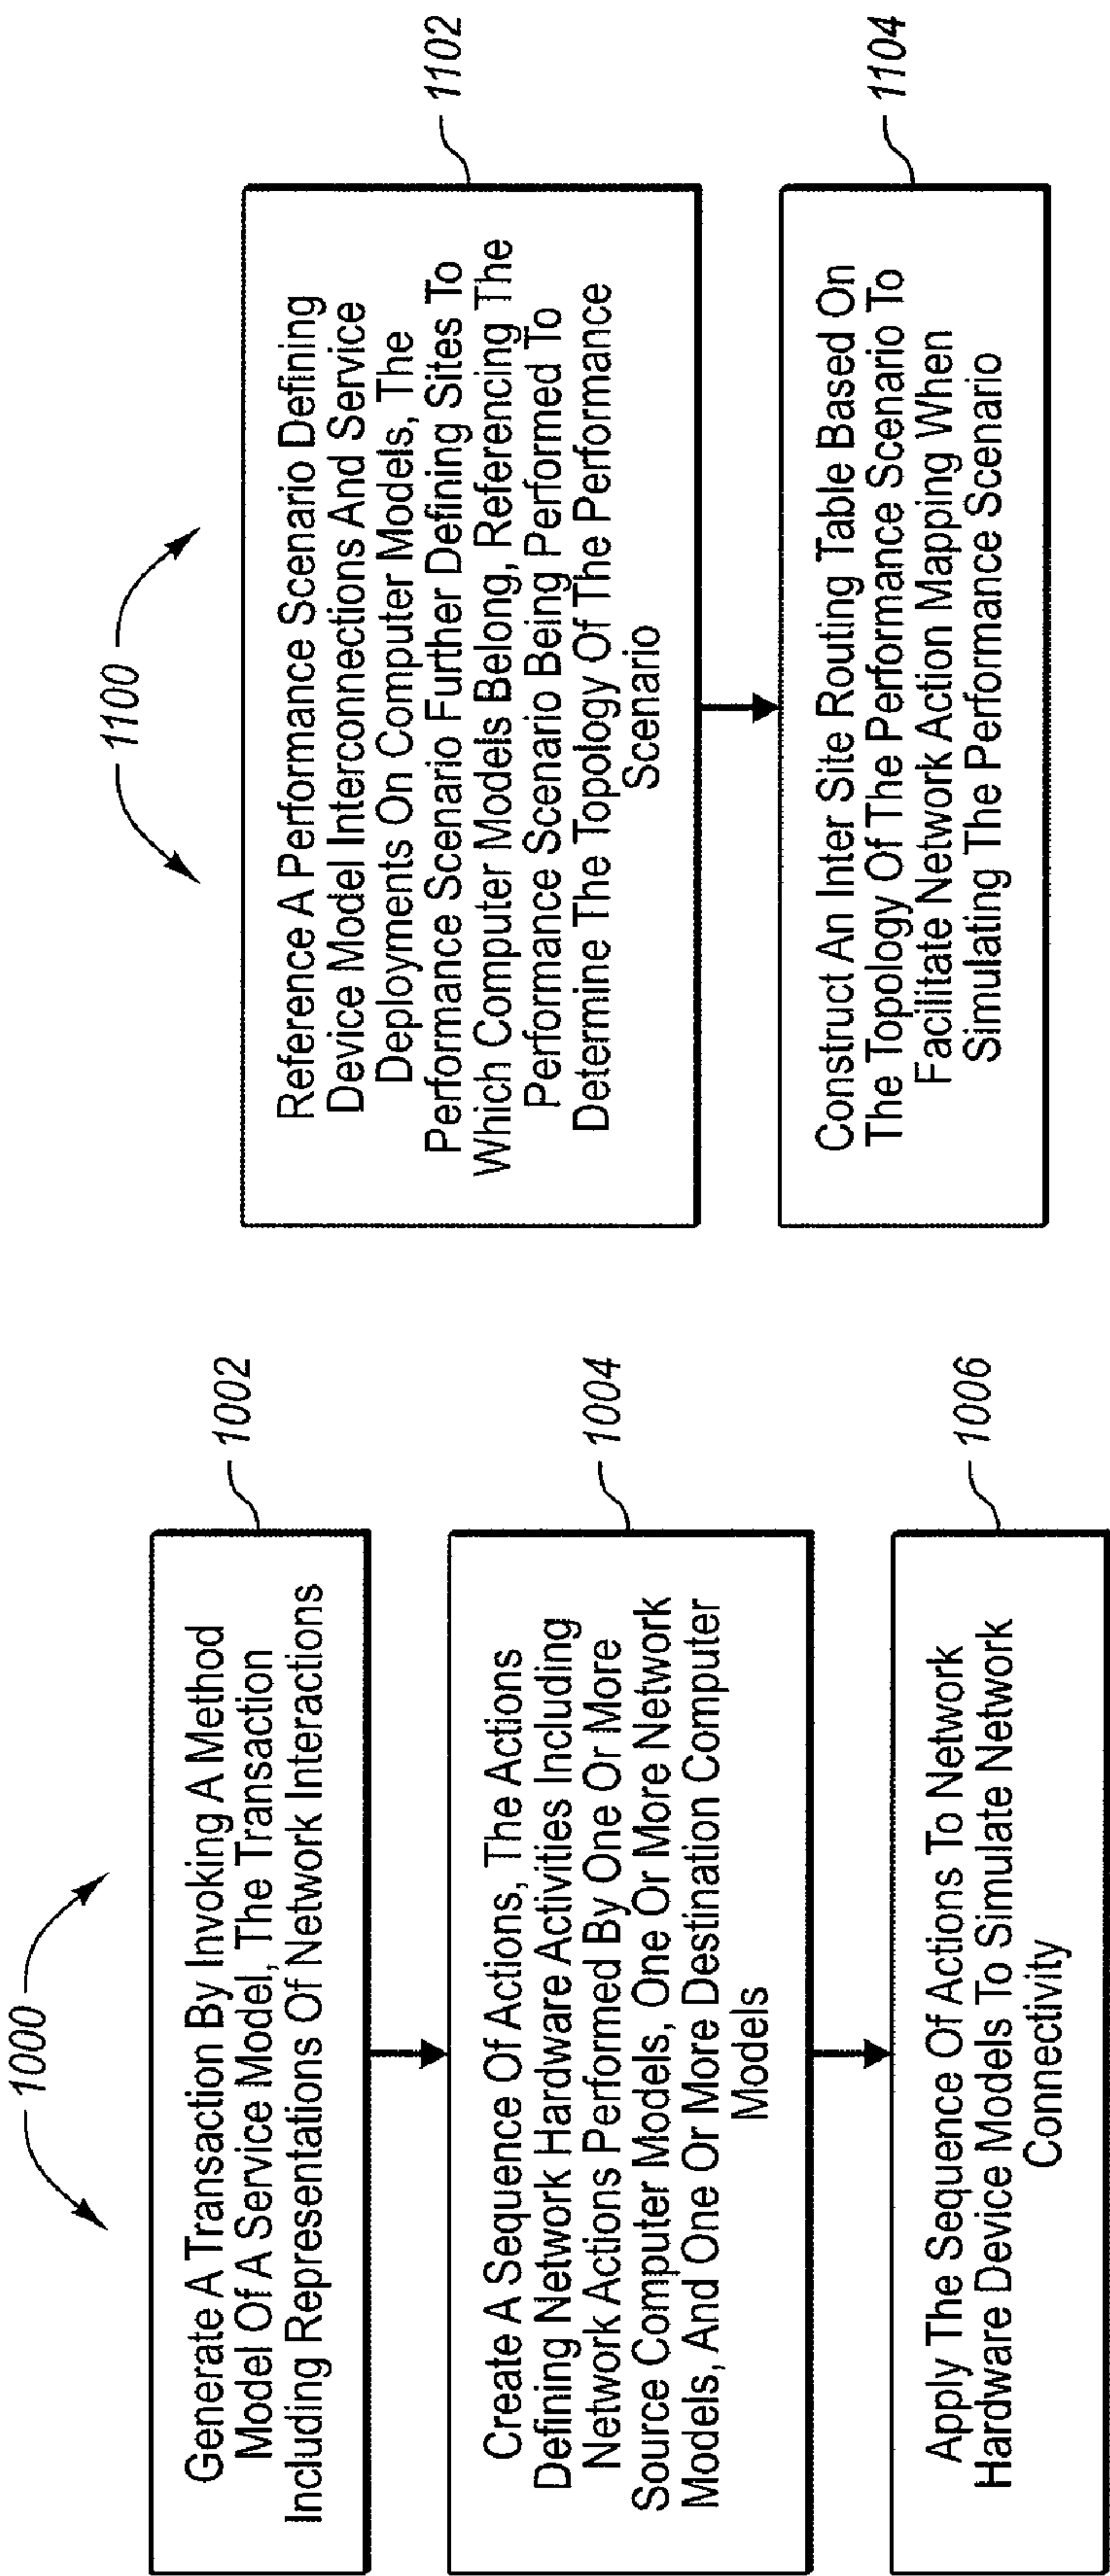 1000
Generate A Transaction By Invoking A Method
Model Of A Service Model, The Transaction
Including Representations Of Network Interactions
1002
Create A Sequence Of Actions, The Actions
Defining Network Hardware Activities Including
Network Actions Performed By One Or More
Source Computer Models, One Or More Network
Models, And One Or More Destination Computer
Models
1004
Apply The Sequence Of Actions To Network
Hardware Device Models To Simulate Network
Connectivity
1006
1100
Reference A Performance Scenario Defining
Device Model Interconnections And Service
Deployments On Computer Models, The
Performance Scenario Further Defining Sites To
Which Computer Models Belong, Referencing The
Performance Scenario Being Performed To
Determine The Topology Of The Performance
Scenario
1102
Construct An Inter Site Routing Table Based On
The Topology Of The Performance Scenario To
Facilitate Network Action Mapping When
Simulating The Performance Scenario
1104